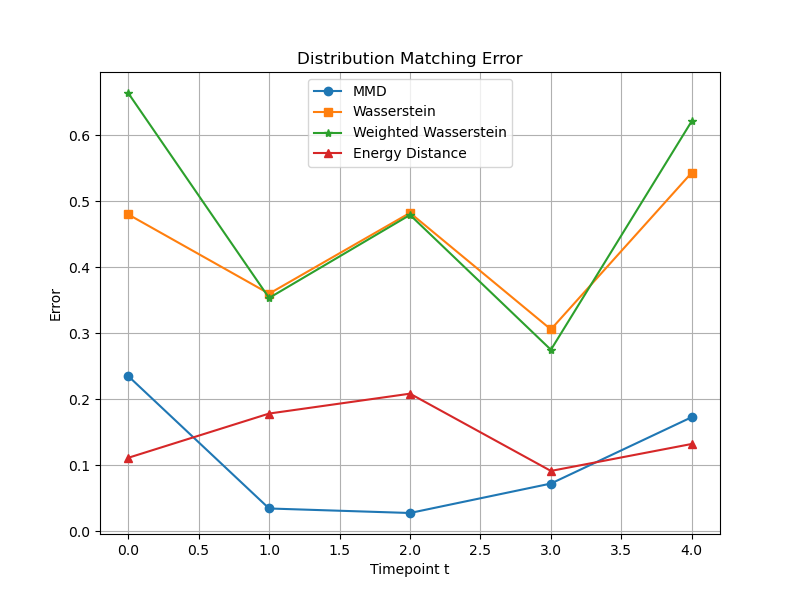 Distribution Matching Error
MMD
Wasserstein
Weighted Wasserstein
Energy Distance
Error
0.6
0.5
0.4
0.3
0.2
0.1
0.0
0.0 0.5 1.0 1.5 2.0 2.5 3.0 3.5 4.0
Timepoint t